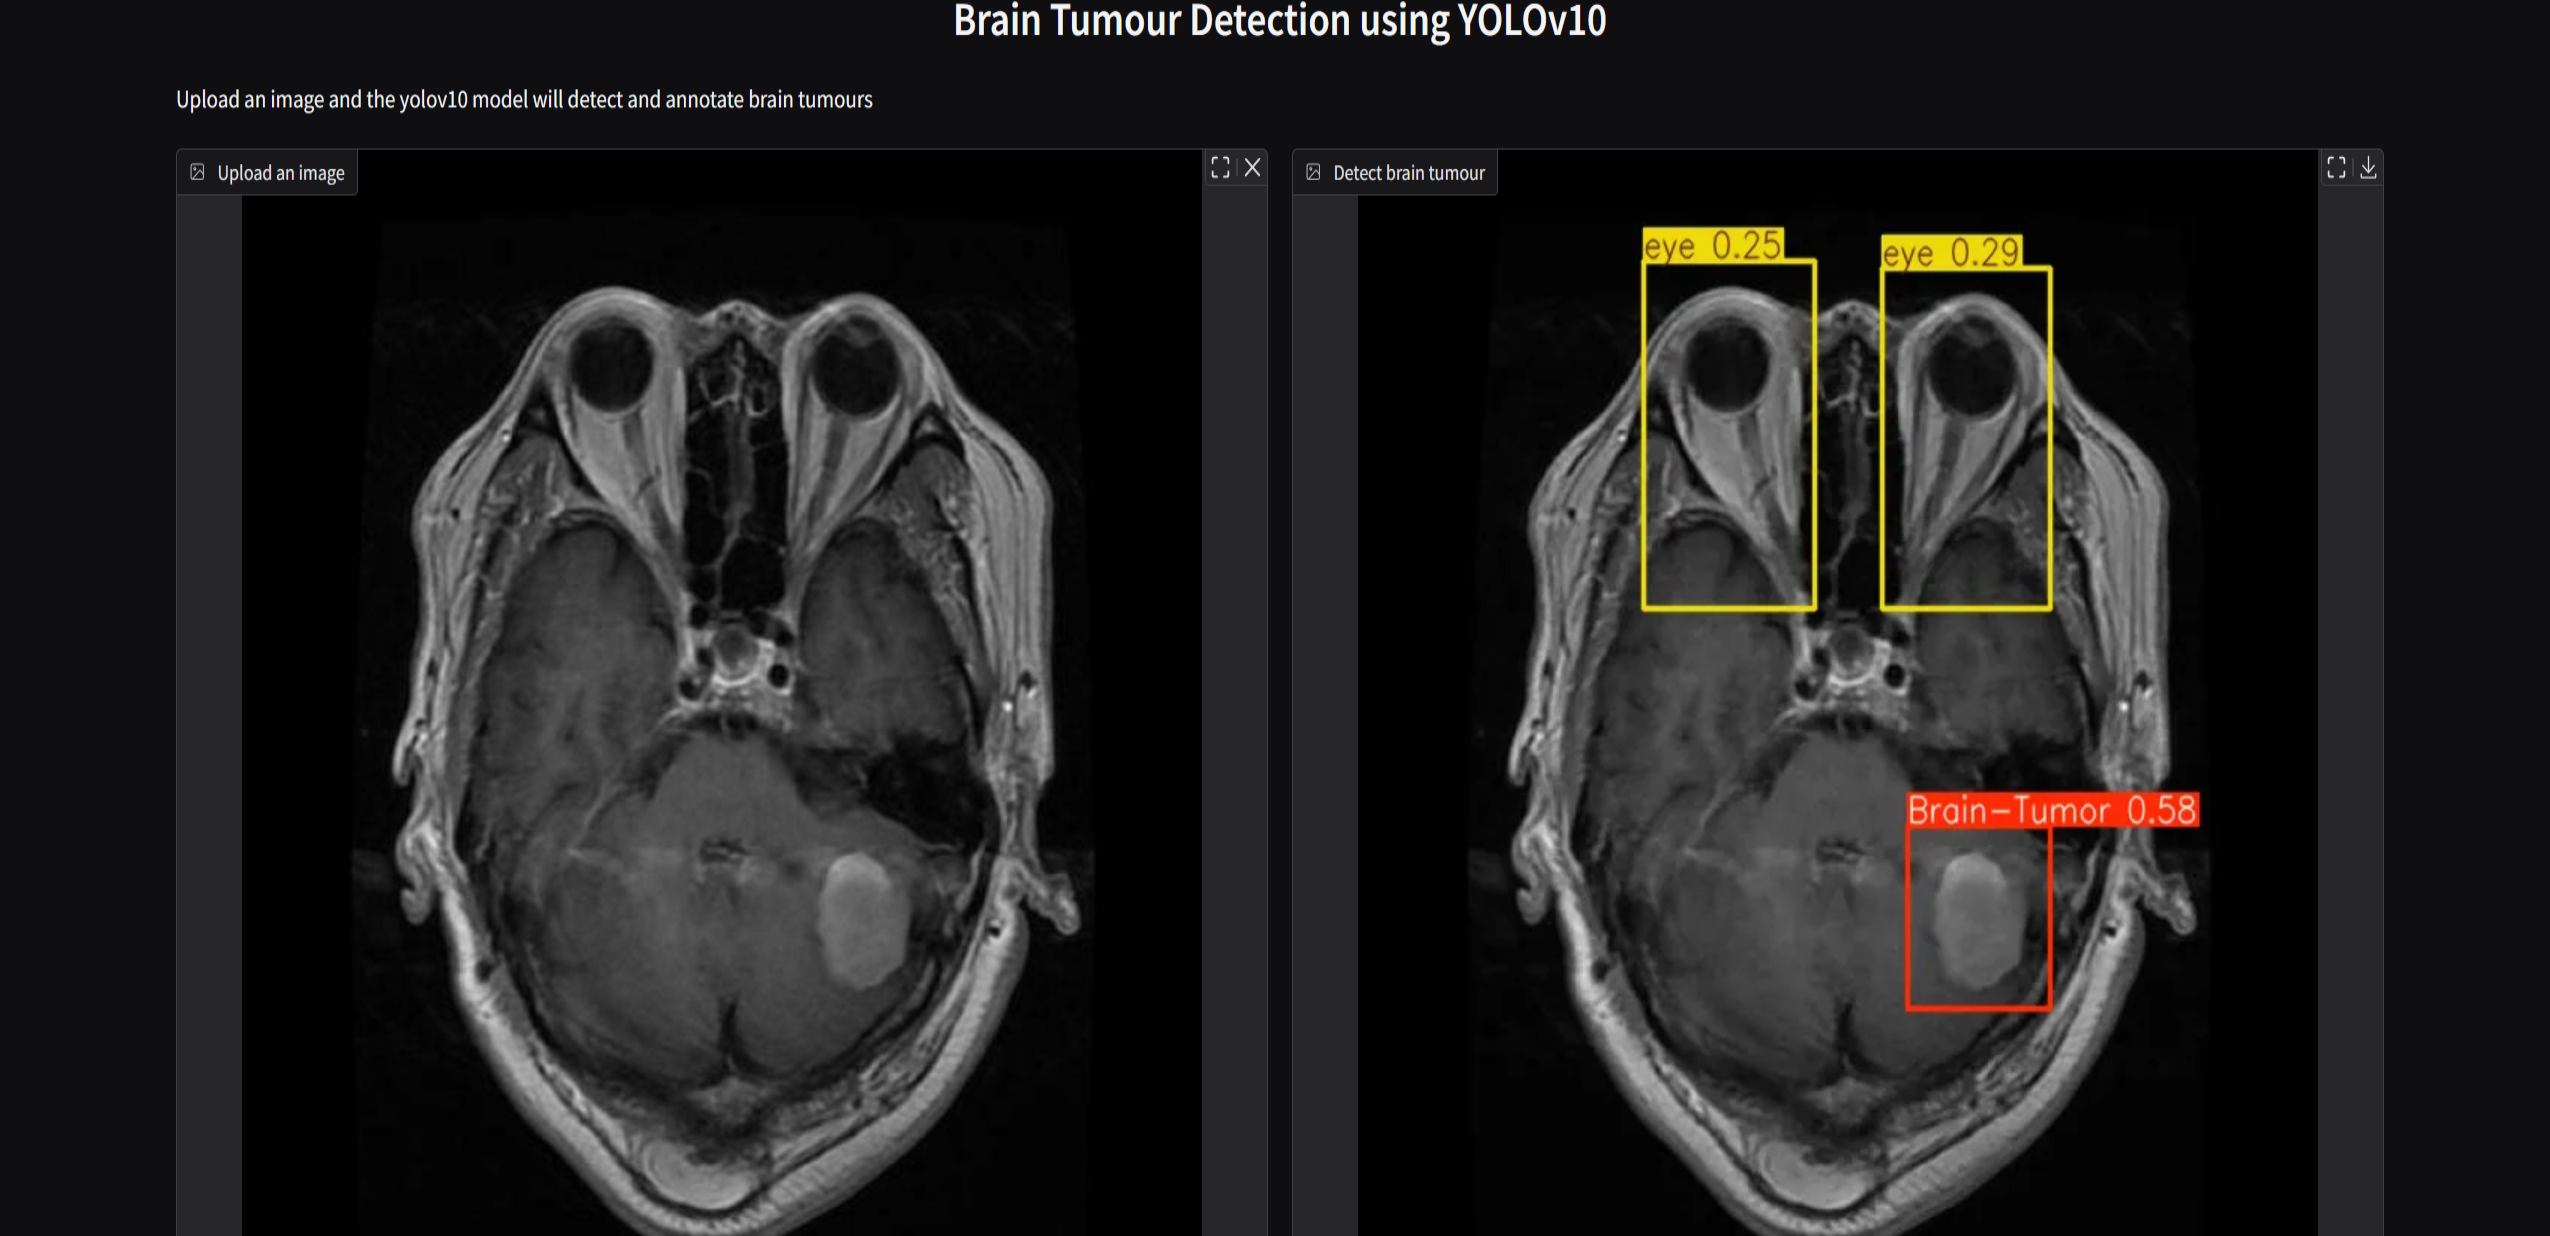 Brain Tumour Detection using YOLOv10
Upload an image and the yolov10 model will detect and annotate brain tumours
Upload an image
Detect brain tumour
eye 0.25
eye 0.29
Brain-Tumor 0.58